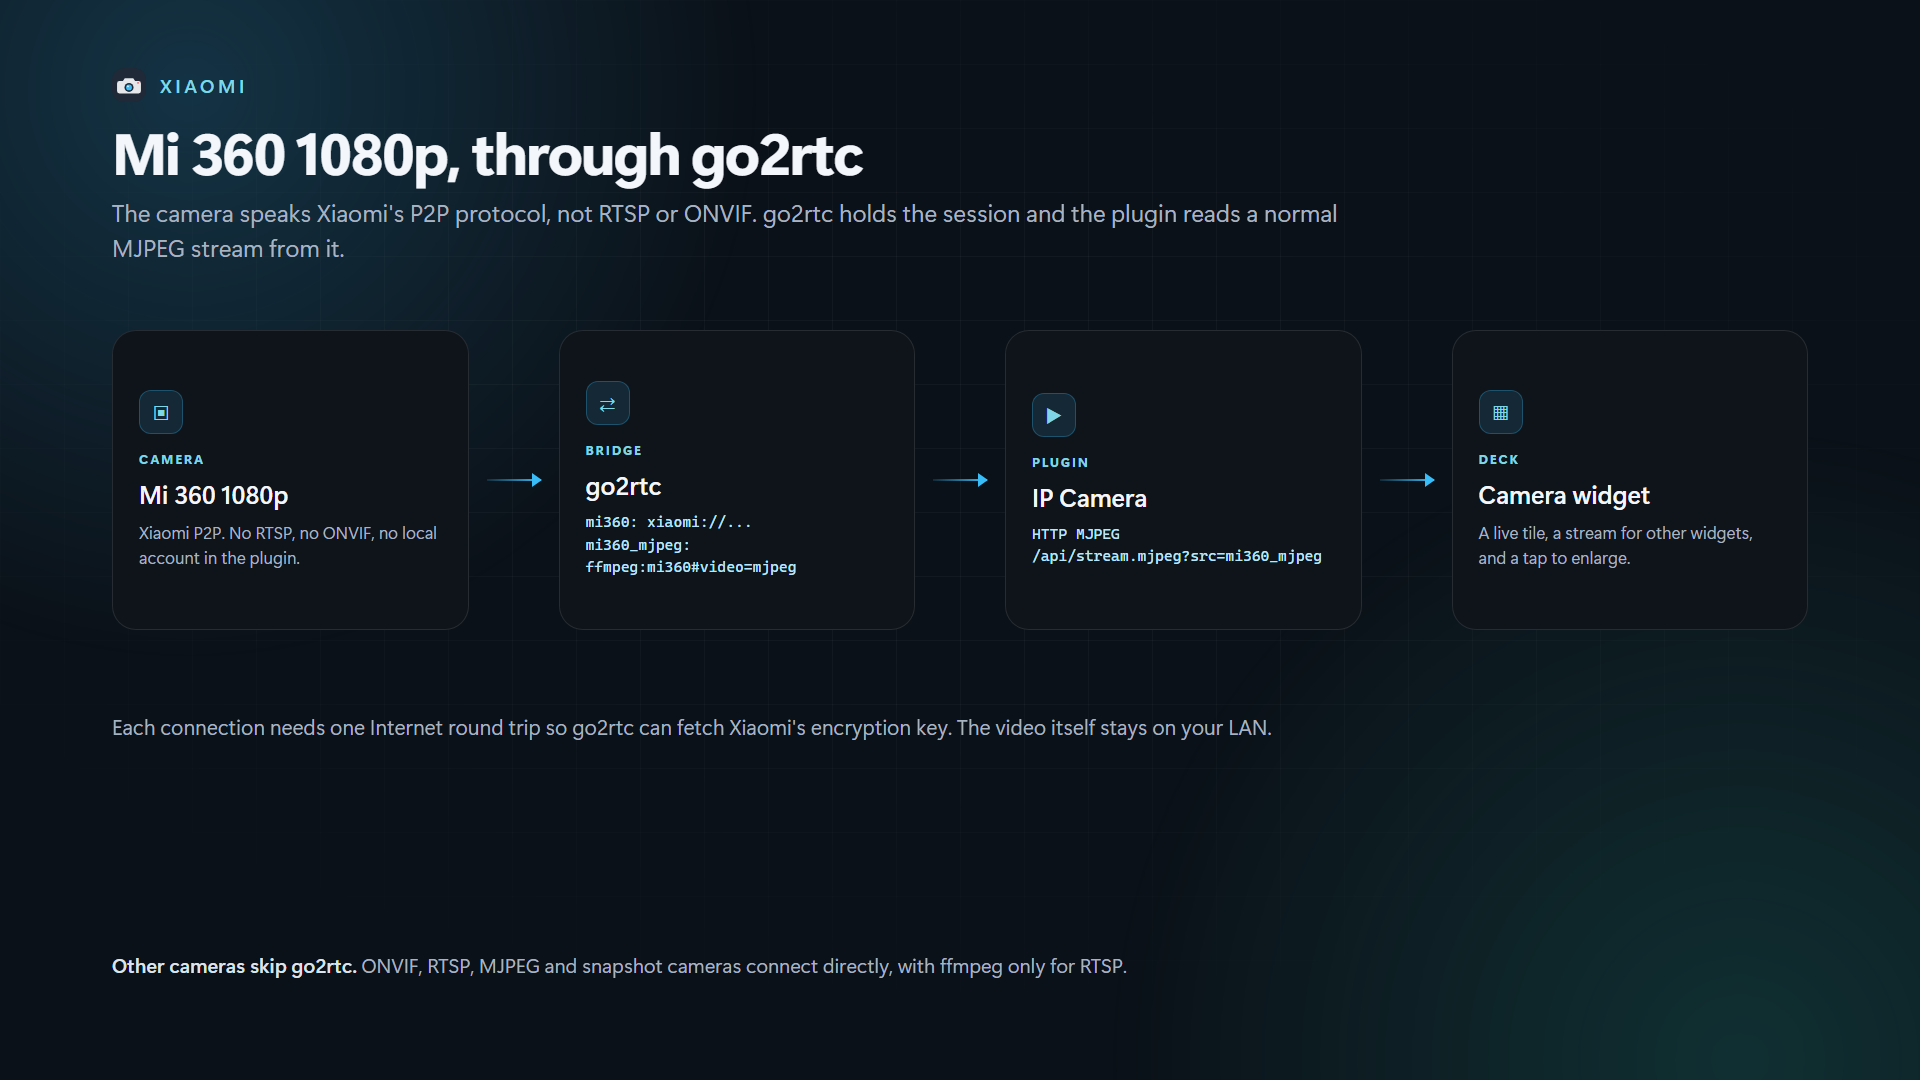 XIAOMI
Mi 360 1080p, through go2rtc
The camera speaks Xiaomi's P2P protocol, not RTSP or ONVIF. go2rtc holds the session and the plugin reads a normal
MJPEG stream from it.
CAMERA
Mi 360 1080p
Xiaomi P2P. No RTSP, no ONVIF, no local
account in the plugin.
BRIDGE
go2rtc
mi360: xiaomi://...
mi360_mjpeg:
ffmpeg:mi360#video=mjpeg
PLUGIN
IP Camera
HTTP MJPEG
/api/stream.mjpeg?src=mi360_mjpeg
DECK
Camera widget
A live tile, a stream for other widgets,
and a tap to enlarge.
Each connection needs one Internet round trip so go2rtc can fetch Xiaomi's encryption key. The video itself stays on your LAN.
Other cameras skip go2rtc. ONVIF, RTSP, MJPEG and snapshot cameras connect directly, with ffmpeg only for RTSP.